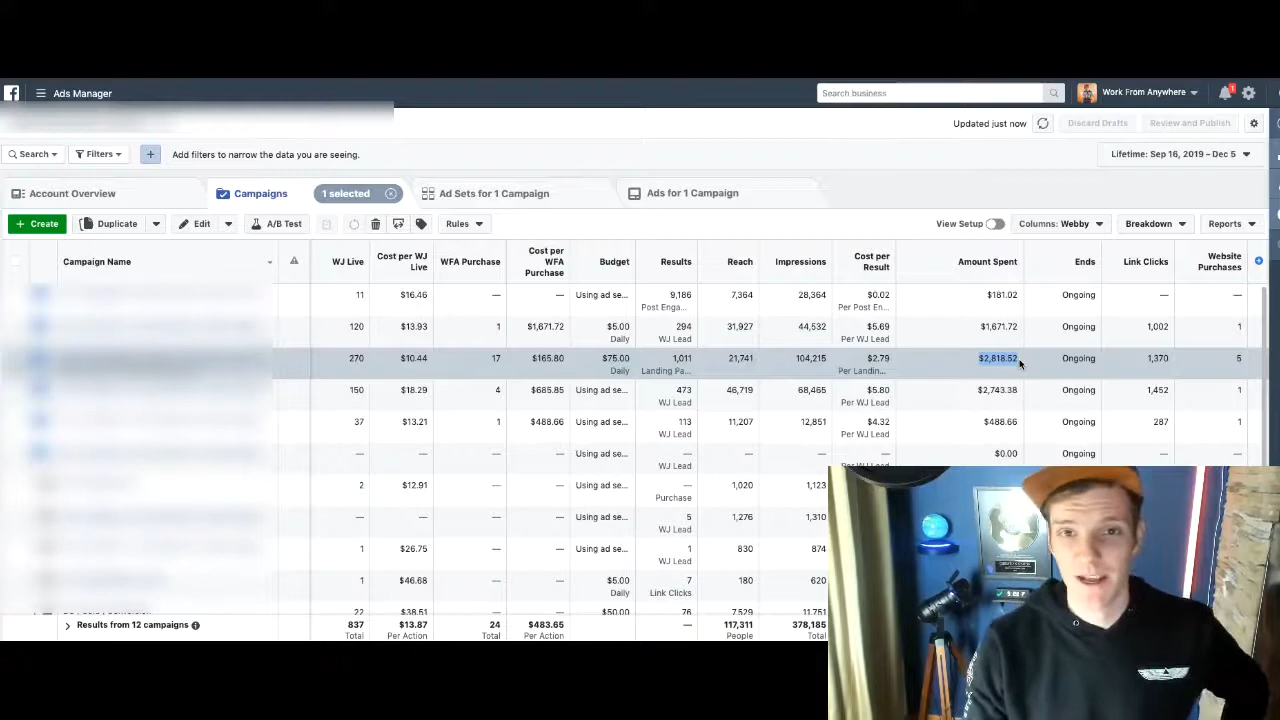 Ads Manager
Search business
Work From Anywhere
1
Updated just now
Discard Drafts
Review and Publish
Search
Filters
+
Add filters to narrow the data you are seeing.
Lifetime: Sep 16, 2019 – Dec 5
Account Overview
Campaigns
1 selected
Ad Sets for 1 Campaign
Ads for 1 Campaign
+ Create
Duplicate
Edit
A/B Test
Rules
View Setup
Columns: Webby
Breakdown
Reports
Campaign Name
WJ Live
Cost per WJ Live
WFA Purchase
Cost per WFA Purchase
Budget
Results
Reach
Impressions
Cost per Result
Amount Spent
Ends
Link Clicks
Website Purchases
11 $16.46 — — Using ad se... 9,186 7,364 28,364 $0.02 $181.02 Ongoing — —
Post Enga... Per Post En...
120 $13.93 1 $1,671.72 $5.00 294 31,927 44,532 $5.69 $1,671.72 Ongoing 1,002 1
Daily WJ Lead Per WJ Lead
270 $10.44 17 $165.80 $75.00 1,011 21,741 104,215 $2.79 $2,818.52 Ongoing 1,370 5
Daily Landing Pa... Per Landin...
150 $18.29 4 $685.85 Using ad se... 473 46,719 68,465 $5.80 $2,743.38 Ongoing 1,452 1
WJ Lead Per WJ Lead
37 $13.21 1 $488.66 Using ad se... 113 11,207 12,851 $4.32 $488.66 Ongoing 287 1
WJ Lead Per WJ Lead
— — — — Using ad se... — — — — $0.00 Ongoing — —
WJ Lead Per WJ Lead
2 $12.91 — — Using ad se... — 1,020 1,123
Purchase
— — — — Using ad se... 5 1,276 1,310
WJ Lead
1 $26.75 — — Using ad se... 1 830 874
WJ Lead
1 $46.68 — — $5.00 7 180 620
Daily Link Clicks
22 $38.51 — — $50.00 76 7,529 11,751
Results from 12 campaigns
837 $13.87 24 $483.65 — 117,311 378,185
Total Per Action Total Per Action People Total